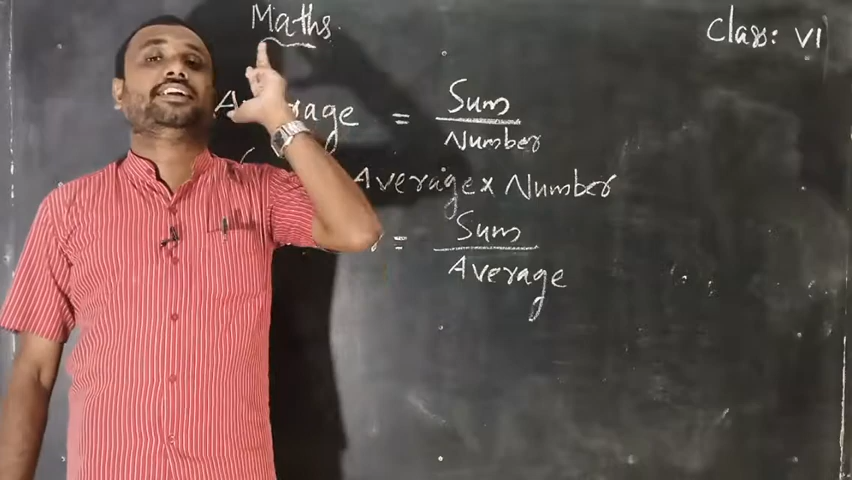 Maths
Class: VI
Average = Sum / Number
Average x Number
= Sum / Average